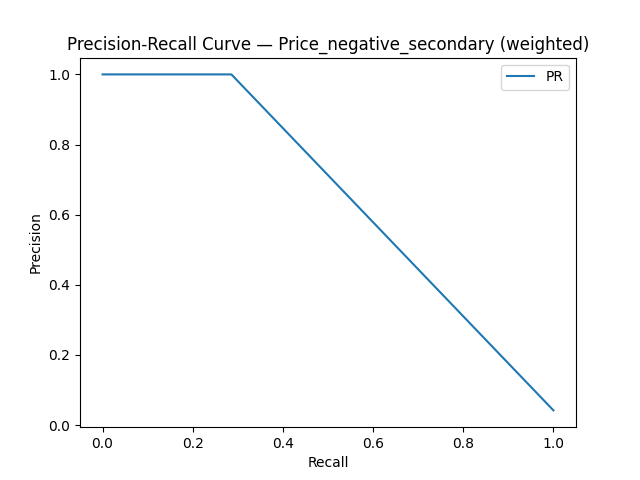 Precision-Recall Curve — Price_negative_secondary (weighted)
PR
1.0
0.8
0.6
0.4
0.2
0.0
Precision
0.0 0.2 0.4 0.6 0.8 1.0
Recall